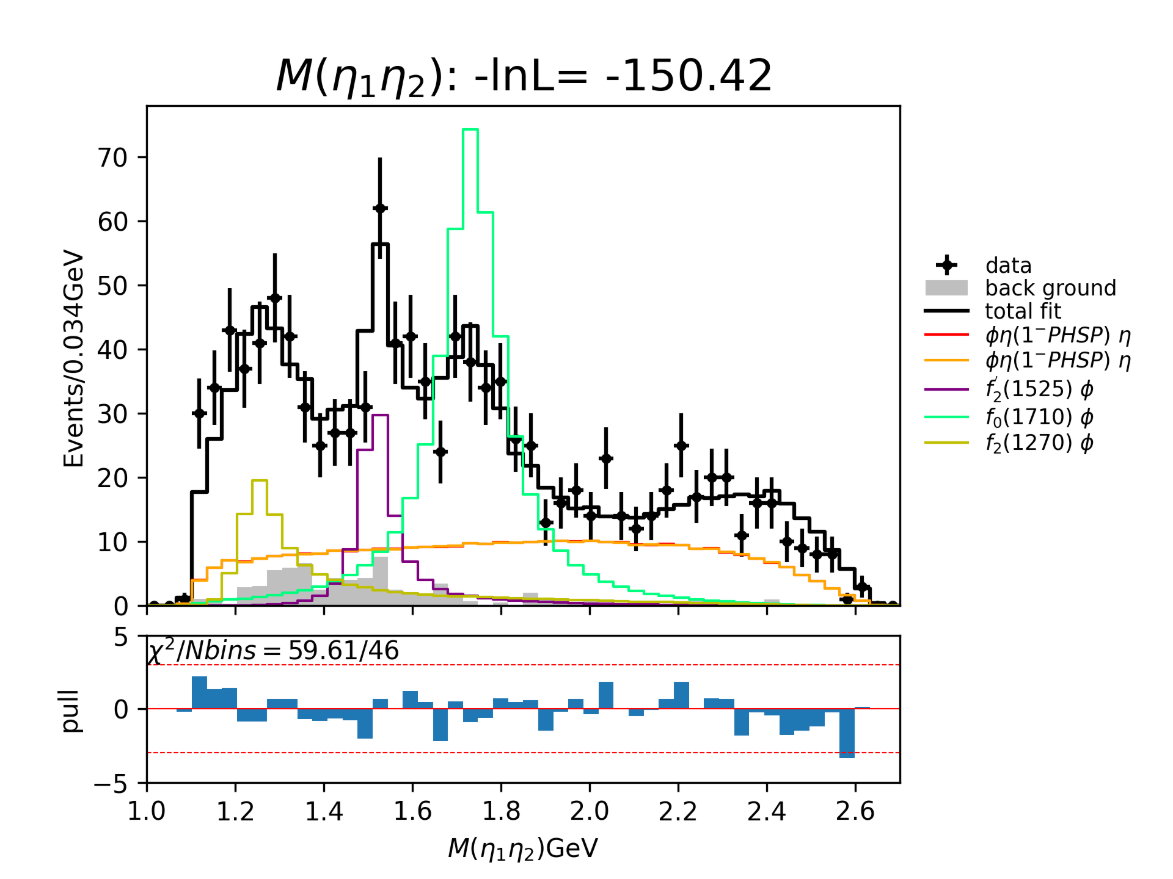 M(η₁η₂): -lnL= -150.42
Events/0.034GeV
70
60
50
40
30
20
10
0
data
back ground
total fit
ϕη(1⁻PHSP) η
ϕη(1⁻PHSP) η
f₂′(1525) ϕ
f₀(1710) ϕ
f₂(1270) ϕ
χ²/Nbins = 59.61/46
pull
5
0
−5
1.0 1.2 1.4 1.6 1.8 2.0 2.2 2.4 2.6
M(η₁η₂)GeV